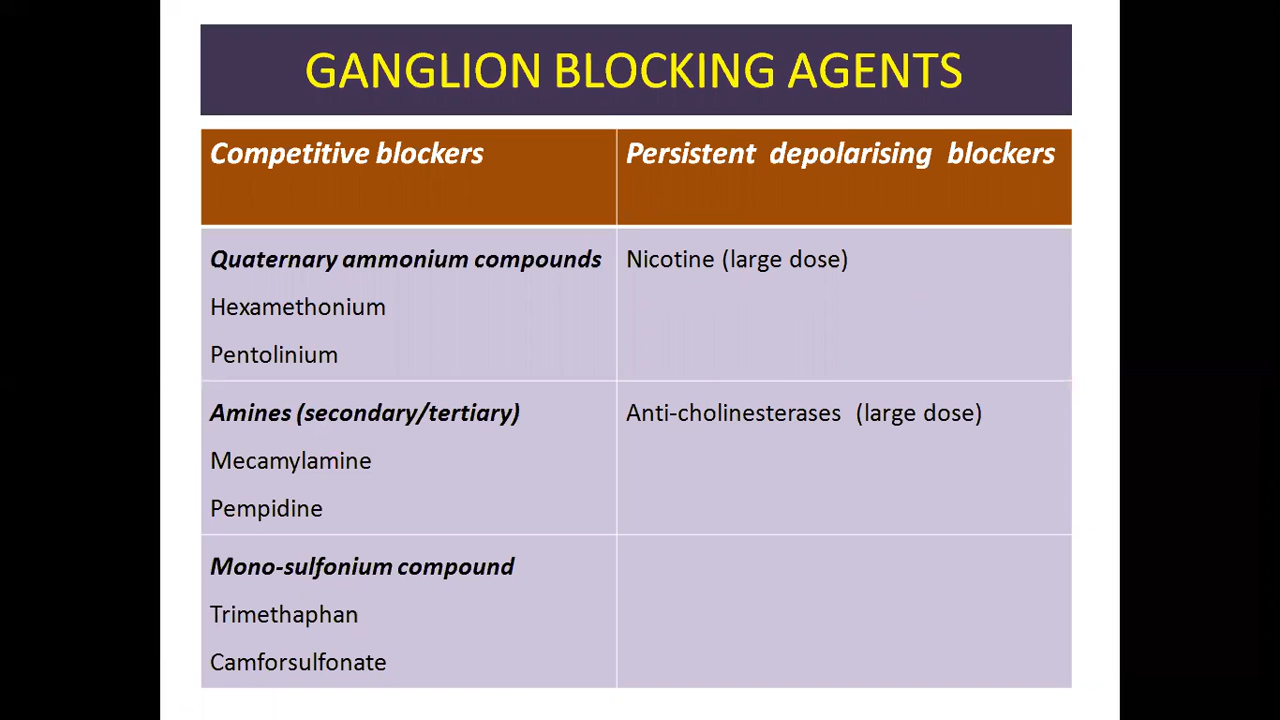 GANGLION BLOCKING AGENTS
Competitive blockers
Persistent depolarising blockers
Quaternary ammonium compounds
Hexamethonium
Pentolinium
Nicotine (large dose)
Amines (secondary/tertiary)
Mecamylamine
Pempidine
Anti-cholinesterases (large dose)
Mono-sulfonium compound
Trimethaphan
Camforsulfonate